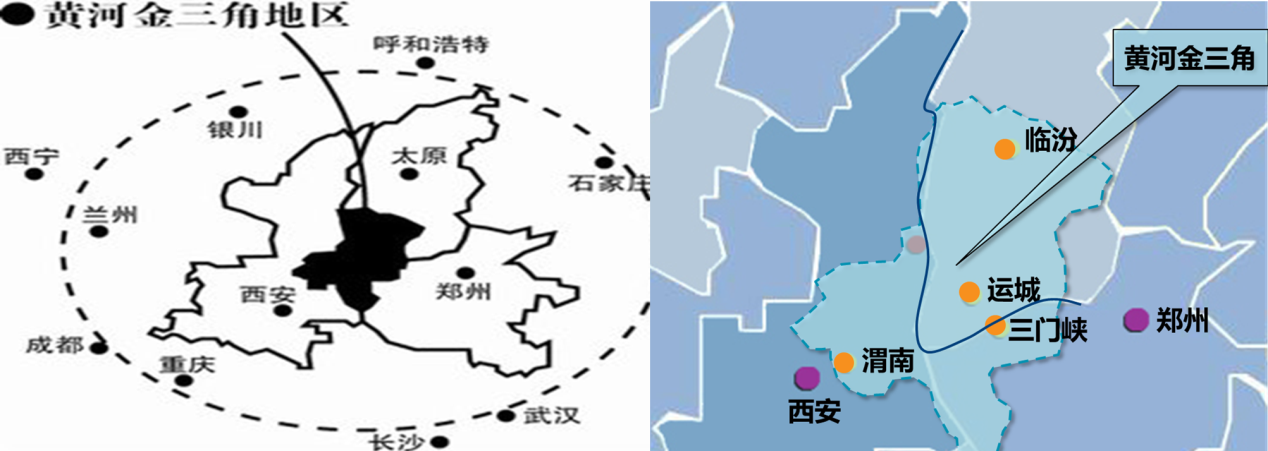 黄河金三角地区
呼和浩特
银川
西宁
太原
石家庄
兰州
西安
郑州
成都
重庆
武汉
长沙
黄河金三角
临汾
运城
郑州
三门峡
渭南
西安